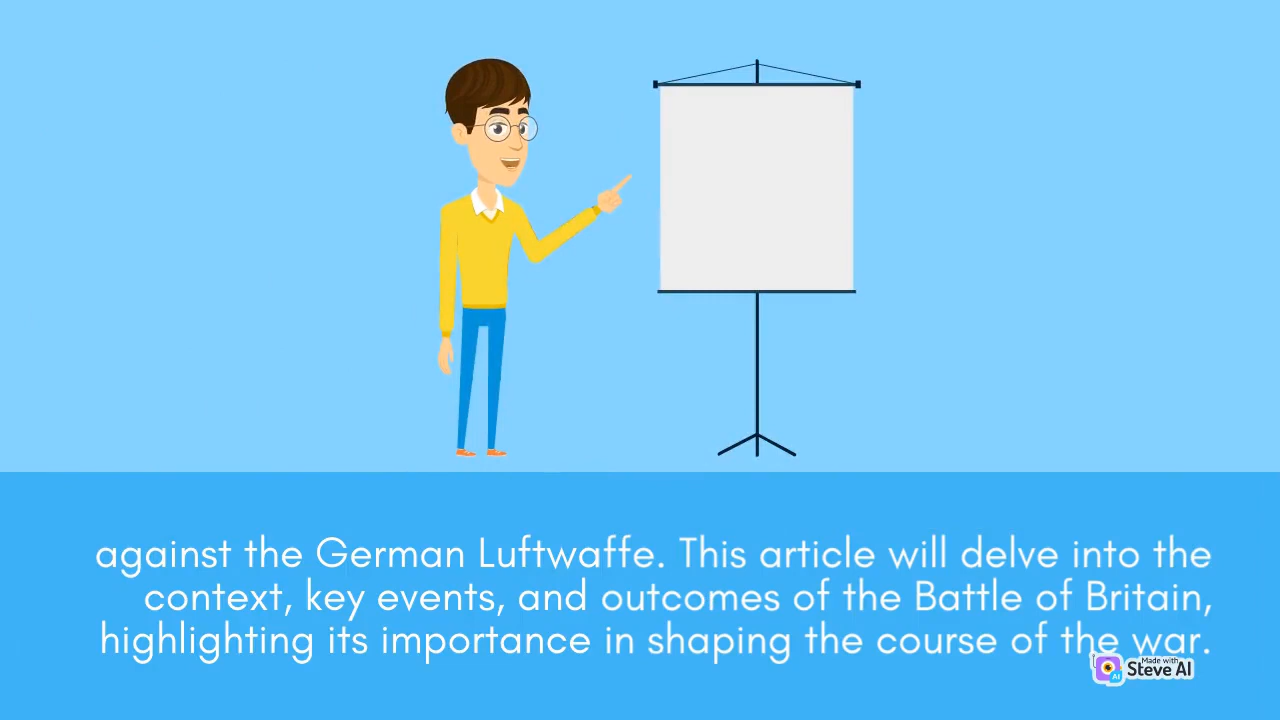 against the German Luftwaffe. This article will delve into the
context, key events, and outcomes of the Battle of Britain,
highlighting its importance in shaping the course of the war.
Made with
Steve AI
AI